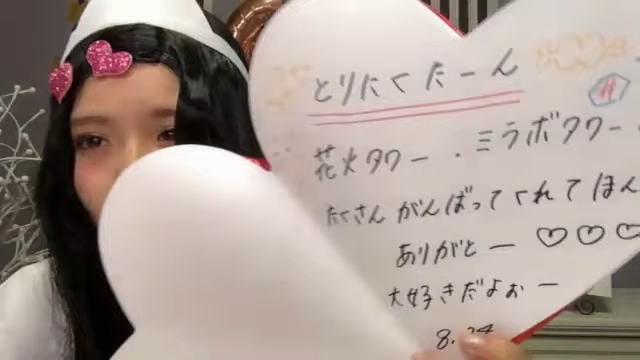 とりたくたーん
花火タワー・ミラボタワー
たくさん がんばってくれてほん
ありがとー ♡♡♡
大好きだよぉー
8.24